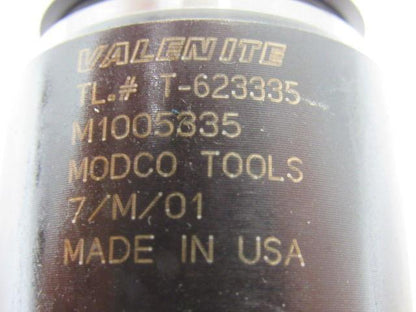 VALENITE
TL.# T-623335
M1005335
MODCO TOOLS
7/M/01
MADE IN USA